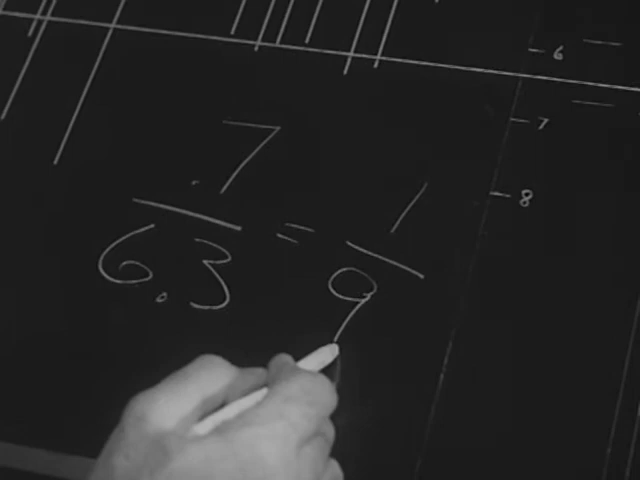 6
7
8
.7/6.3 = 1/9